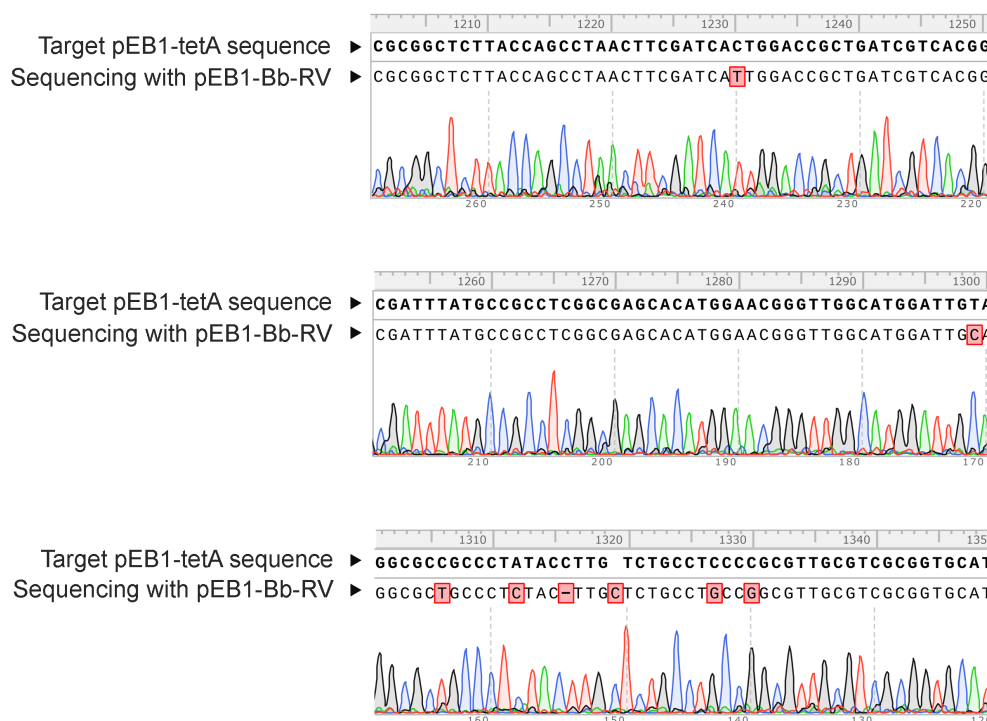 1210 1220 1230 1240 1250
Target pEB1-tetA sequence ► CGCGGCTCTTACCAGCCTAACTTCGATCACTGGACCGCTGATCGTCACGG
Sequencing with pEB1-Bb-RV ► CGCGGCTCTTACCAGCCTAACTTCGATCATTGGACCGCTGATCGTCACGG
260 250 240 230 220
1260 1270 1280 1290 1300
Target pEB1-tetA sequence ► CGATTTATGCCGCCTCGGCGAGCACATGGAACGGGTTGGCATGGATTGTA
Sequencing with pEB1-Bb-RV ► CGATTTATGCCGCCTCGGCGAGCACATGGAACGGGTTGGCATGGATTGCA
210 200 190 180 170
1310 1320 1330 1340 135
Target pEB1-tetA sequence ► GGCGCCGCCCTATACCTTG TCTGCCTCCCCGCGTTGCGTCGCGGTGCAT
Sequencing with pEB1-Bb-RV ► GGCGCTGCCCTCTAC-TTGCTCTGCCTGCCGGCGTTGCGTCGCGGTGCAT
160 150 140 130